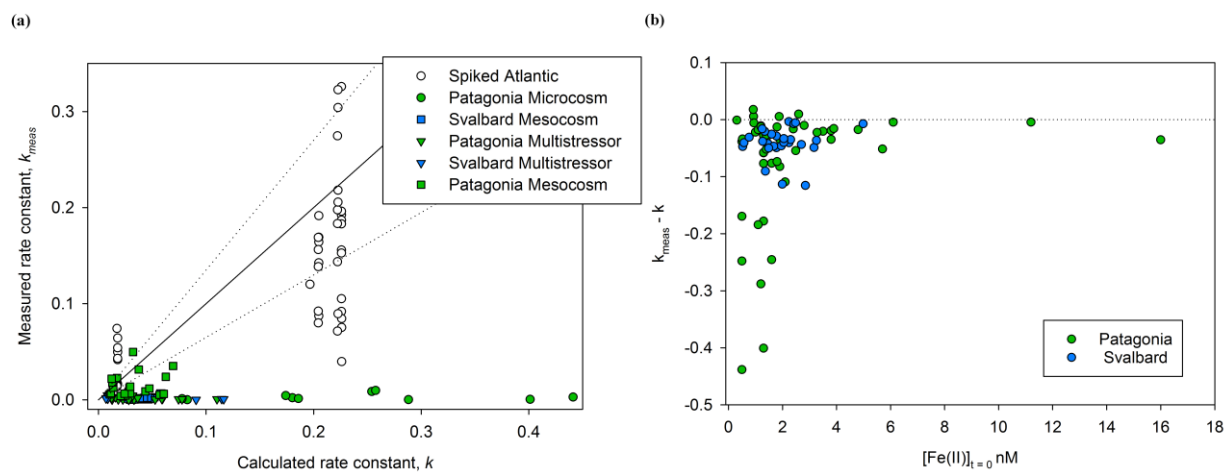 (a)
Measured rate constant, k_meas
0.3
0.2
0.1
0.0
Spiked Atlantic
Patagonia Microcosm
Svalbard Mesocosm
Patagonia Multistressor
Svalbard Multistressor
Patagonia Mesocosm
0.0 0.1 0.2 0.3 0.4
Calculated rate constant, k
(b)
k_meas - k
0.1
0.0
-0.1
-0.2
-0.3
-0.4
-0.5
Patagonia
Svalbard
0 2 4 6 8 10 12 14 16 18
[Fe(II)]_t = 0 nM